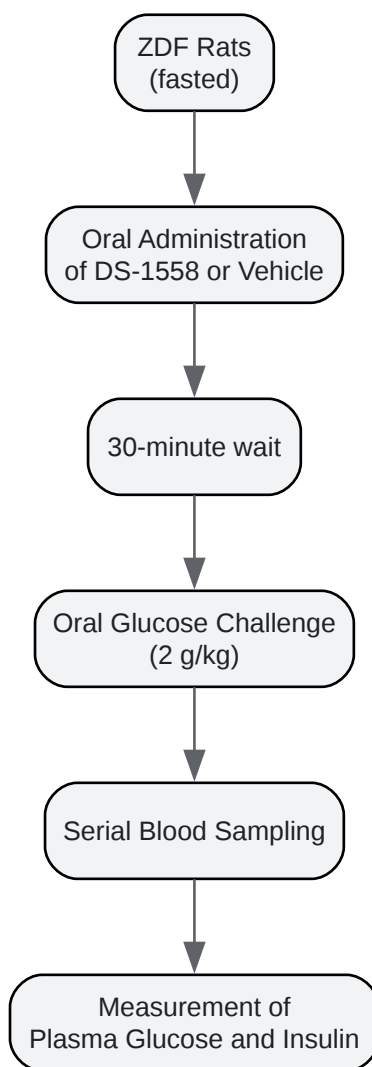 ZDF Rats
(fasted)
Oral Administration
of DS-1558 or Vehicle
30-minute wait
Oral Glucose Challenge
(2 g/kg)
Serial Blood Sampling
Measurement of
Plasma Glucose and Insulin